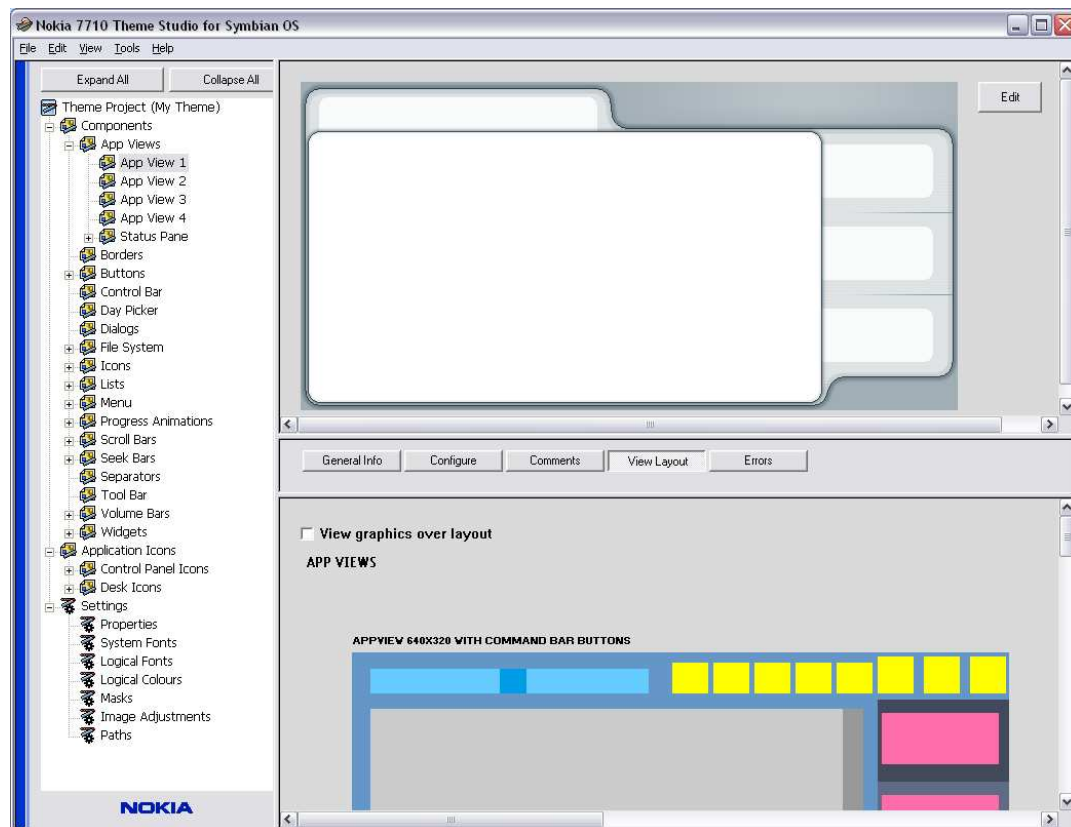 Nokia 7710 Theme Studio for Symbian OS
File Edit View Tools Help
Expand All Collapse All
Edit
Theme Project (My Theme)
Components
App Views
App View 1
App View 2
App View 3
App View 4
Status Pane
Borders
Buttons
Control Bar
Day Picker
Dialogs
File System
Icons
Lists
Menu
Progress Animations
Scroll Bars
Seek Bars
Separators
Tool Bar
Volume Bars
Widgets
Application Icons
Control Panel Icons
Desk Icons
Settings
Properties
System Fonts
Logical Fonts
Logical Colours
Masks
Image Adjustments
Paths
NOKIA
General Info Configure Comments View Layout Errors
View graphics over layout
APP VIEWS
APPVIEW 640X320 WITH COMMAND BAR BUTTONS